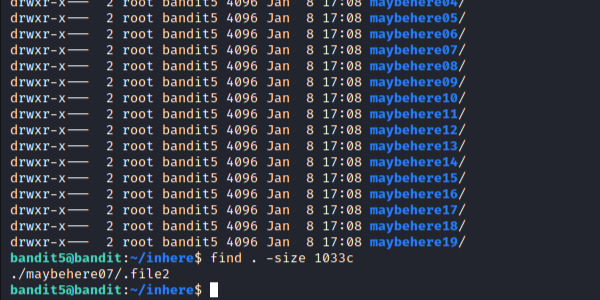 drwxr-x--- 2 root bandit5 4096 Jan 8 17:08 maybehere04/
drwxr-x--- 2 root bandit5 4096 Jan 8 17:08 maybehere05/
drwxr-x--- 2 root bandit5 4096 Jan 8 17:08 maybehere06/
drwxr-x--- 2 root bandit5 4096 Jan 8 17:08 maybehere07/
drwxr-x--- 2 root bandit5 4096 Jan 8 17:08 maybehere08/
drwxr-x--- 2 root bandit5 4096 Jan 8 17:08 maybehere09/
drwxr-x--- 2 root bandit5 4096 Jan 8 17:08 maybehere10/
drwxr-x--- 2 root bandit5 4096 Jan 8 17:08 maybehere11/
drwxr-x--- 2 root bandit5 4096 Jan 8 17:08 maybehere12/
drwxr-x--- 2 root bandit5 4096 Jan 8 17:08 maybehere13/
drwxr-x--- 2 root bandit5 4096 Jan 8 17:08 maybehere14/
drwxr-x--- 2 root bandit5 4096 Jan 8 17:08 maybehere15/
drwxr-x--- 2 root bandit5 4096 Jan 8 17:08 maybehere16/
drwxr-x--- 2 root bandit5 4096 Jan 8 17:08 maybehere17/
drwxr-x--- 2 root bandit5 4096 Jan 8 17:08 maybehere18/
drwxr-x--- 2 root bandit5 4096 Jan 8 17:08 maybehere19/
bandit5@bandit:~/inhere$ find . -size 1033c
./maybehere07/.file2
bandit5@bandit:~/inhere$